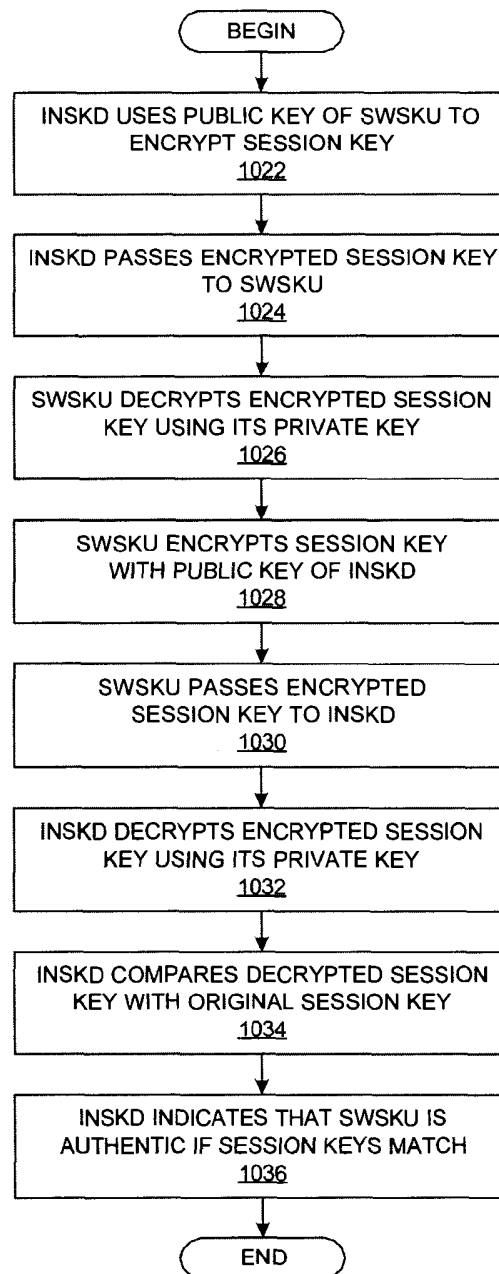 BEGIN
INSKD USES PUBLIC KEY OF SWSKU TO
ENCRYPT SESSION KEY
1022
INSKD PASSES ENCRYPTED SESSION KEY
TO SWSKU
1024
SWSKU DECRYPTS ENCRYPTED SESSION
KEY USING ITS PRIVATE KEY
1026
SWSKU ENCRYPTS SESSION KEY
WITH PUBLIC KEY OF INSKD
1028
SWSKU PASSES ENCRYPTED
SESSION KEY TO INSKD
1030
INSKD DECRYPTS ENCRYPTED SESSION
KEY USING ITS PRIVATE KEY
1032
INSKD COMPARES DECRYPTED SESSION
KEY WITH ORIGINAL SESSION KEY
1034
INSKD INDICATES THAT SWSKU IS
AUTHENTIC IF SESSION KEYS MATCH
1036
END